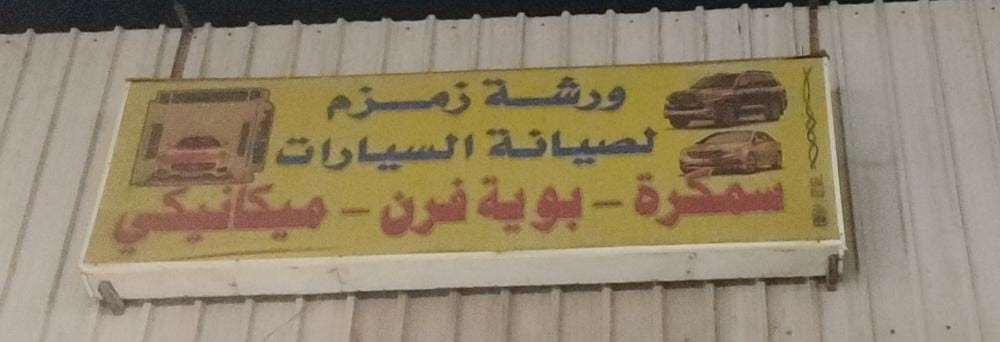 ورشة زمزم
لصيانة السيارات
سمكرة - بوية فرن - ميكانيكي